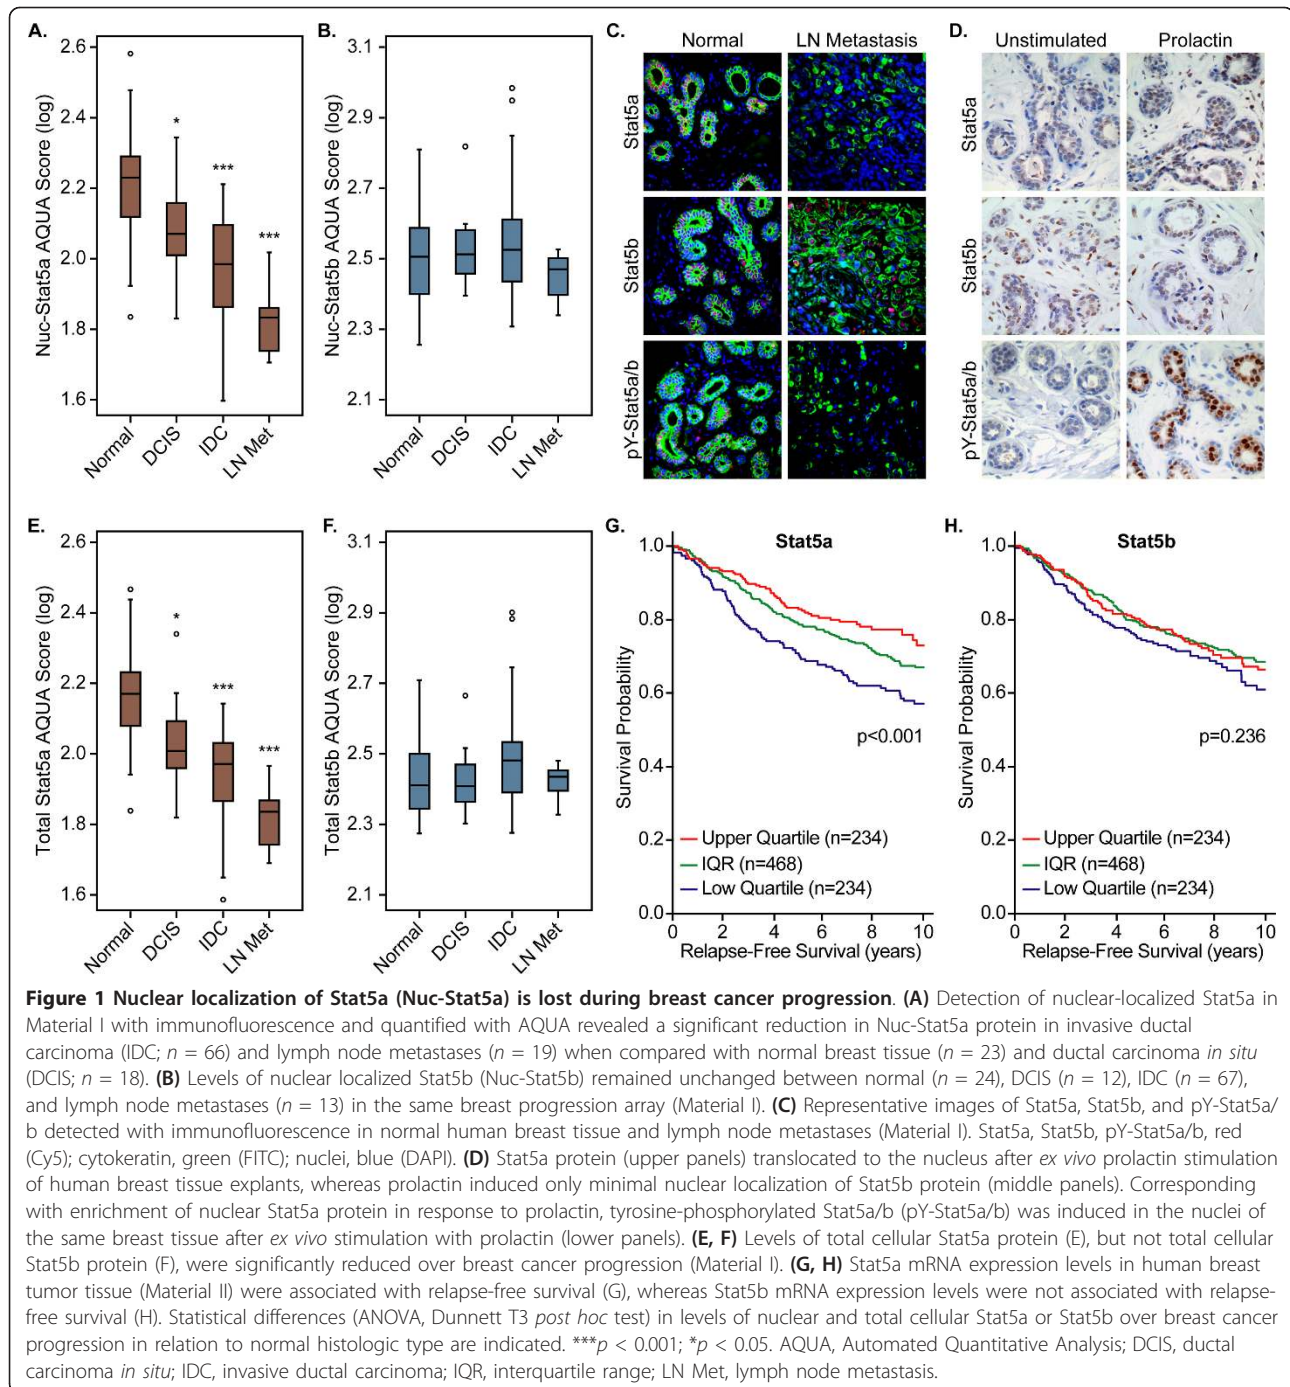 A.
2.6
2.4
2.2
2.0
1.8
1.6
Nuc-Stat5a AQUA Score (log)
*
***
***
Normal
DCIS
IDC
LN Met
B.
3.1
2.9
2.7
2.5
2.3
2.1
Nuc-Stat5b AQUA Score (log)
Normal
DCIS
IDC
LN Met
C.
Normal
LN Metastasis
Stat5a
Stat5b
pY-Stat5a/b
D.
Unstimulated
Prolactin
Stat5a
Stat5b
pY-Stat5a/b
E.
2.6
2.4
2.2
2.0
1.8
1.6
Total Stat5a AQUA Score (log)
*
***
***
Normal
DCIS
IDC
LN Met
F.
3.1
2.9
2.7
2.5
2.3
2.1
Total Stat5b AQUA Score (log)
Normal
DCIS
IDC
LN Met
G.
Stat5a
1.0
0.8
0.6
0.4
0.2
0.0
Survival Probability
p<0.001
Upper Quartile (n=234)
IQR (n=468)
Low Quartile (n=234)
0 2 4 6 8 10
Relapse-Free Survival (years)
H.
Stat5b
1.0
0.8
0.6
0.4
0.2
0.0
Survival Probability
p=0.236
Upper Quartile (n=234)
IQR (n=468)
Low Quartile (n=234)
0 2 4 6 8 10
Relapse-Free Survival (years)
Figure 1 Nuclear localization of Stat5a (Nuc-Stat5a) is lost during breast cancer progression. (A) Detection of nuclear-localized Stat5a in
Material I with immunofluorescence and quantified with AQUA revealed a significant reduction in Nuc-Stat5a protein in invasive ductal
carcinoma (IDC; n = 66) and lymph node metastases (n = 19) when compared with normal breast tissue (n = 23) and ductal carcinoma in situ
(DCIS; n = 18). (B) Levels of nuclear localized Stat5b (Nuc-Stat5b) remained unchanged between normal (n = 24), DCIS (n = 12), IDC (n = 67),
and lymph node metastases (n = 13) in the same breast progression array (Material I). (C) Representative images of Stat5a, Stat5b, and pY-Stat5a/
b detected with immunofluorescence in normal human breast tissue and lymph node metastases (Material I). Stat5a, Stat5b, pY-Stat5a/b, red
(Cy5); cytokeratin, green (FITC); nuclei, blue (DAPI). (D) Stat5a protein (upper panels) translocated to the nucleus after ex vivo prolactin stimulation
of human breast tissue explants, whereas prolactin induced only minimal nuclear localization of Stat5b protein (middle panels). Corresponding
with enrichment of nuclear Stat5a protein in response to prolactin, tyrosine-phosphorylated Stat5a/b (pY-Stat5a/b) was induced in the nuclei of
the same breast tissue after ex vivo stimulation with prolactin (lower panels). (E, F) Levels of total cellular Stat5a protein (E), but not total cellular
Stat5b protein (F), were significantly reduced over breast cancer progression (Material I). (G, H) Stat5a mRNA expression levels in human breast
tumor tissue (Material II) were associated with relapse-free survival (G), whereas Stat5b mRNA expression levels were not associated with relapse-
free survival (H). Statistical differences (ANOVA, Dunnett T3 post hoc test) in levels of nuclear and total cellular Stat5a or Stat5b over breast cancer
progression in relation to normal histologic type are indicated. ***p < 0.001; *p < 0.05. AQUA, Automated Quantitative Analysis; DCIS, ductal
carcinoma in situ; IDC, invasive ductal carcinoma; IQR, interquartile range; LN Met, lymph node metastasis.